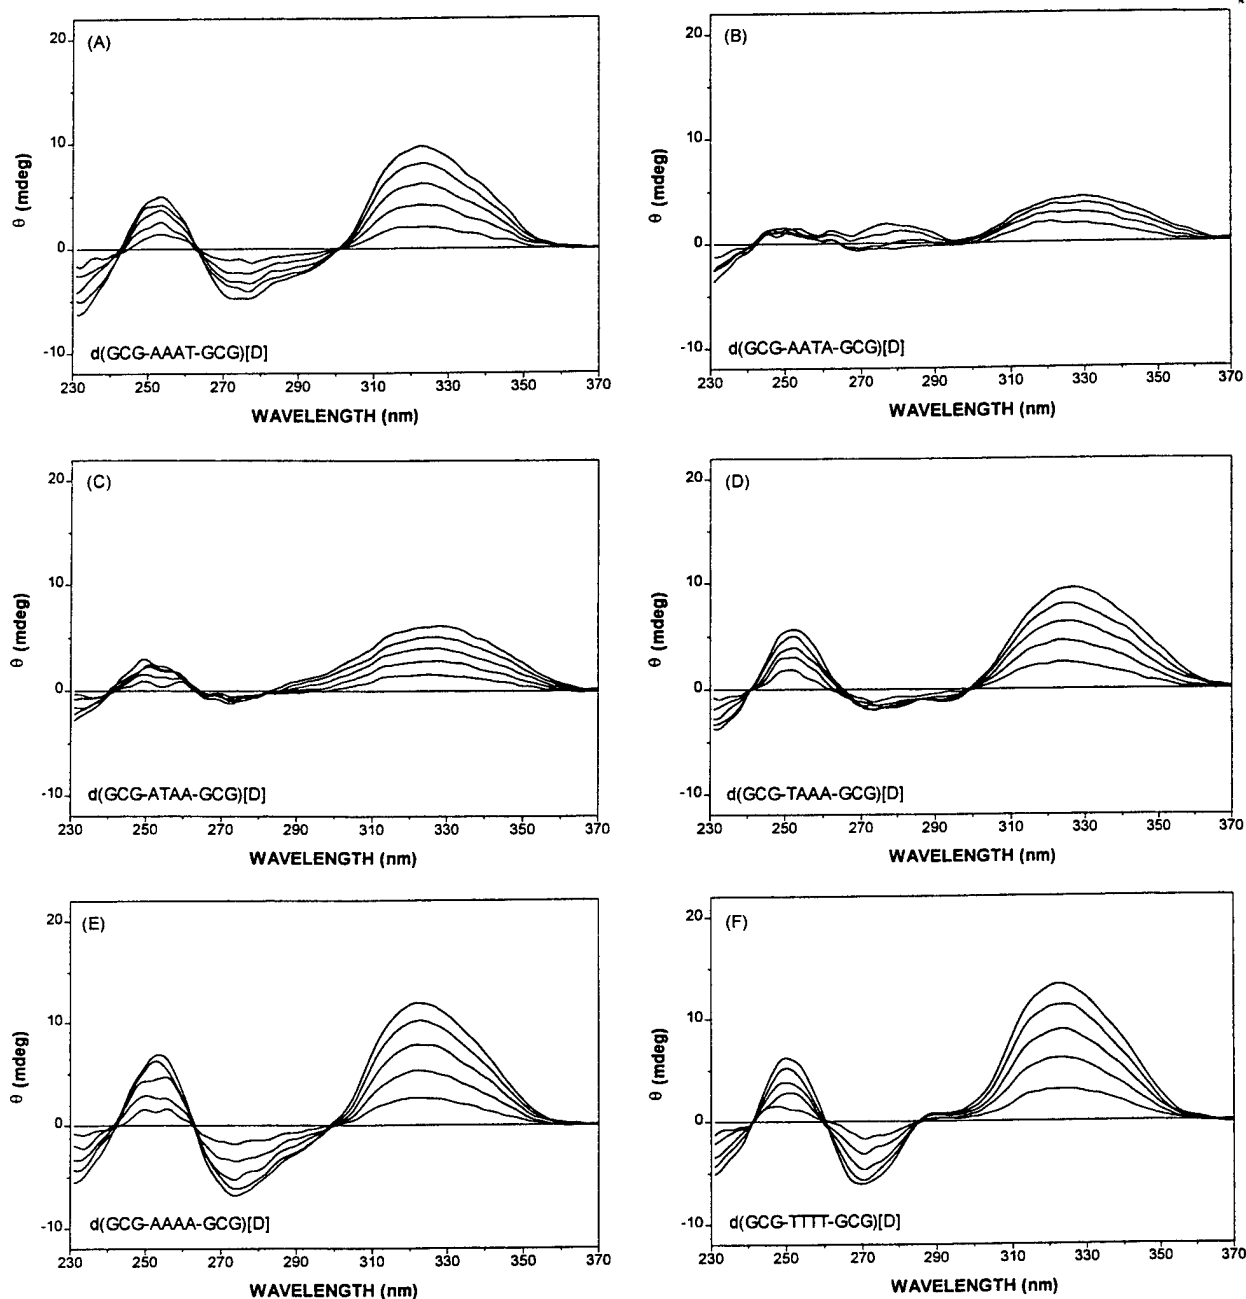 (A)
20
10
0
-10
θ (mdeg)
d(GCG-AAAT-GCG)[D]
230 250 270 290 310 330 350 370
WAVELENGTH (nm)
(B)
20
10
0
-10
θ (mdeg)
d(GCG-AATA-GCG)[D]
230 250 270 290 310 330 350 370
WAVELENGTH (nm)
(C)
20
10
0
-10
θ (mdeg)
d(GCG-ATAA-GCG)[D]
230 250 270 290 310 330 350 370
WAVELENGTH (nm)
(D)
20
10
0
-10
θ (mdeg)
d(GCG-TAAA-GCG)[D]
230 250 270 290 310 330 350 370
WAVELENGTH (nm)
(E)
20
10
0
-10
θ (mdeg)
d(GCG-AAAA-GCG)[D]
230 250 270 290 310 330 350 370
WAVELENGTH (nm)
(F)
20
10
0
-10
θ (mdeg)
d(GCG-TTTT-GCG)[D]
230 250 270 290 310 330 350 370
WAVELENGTH (nm)